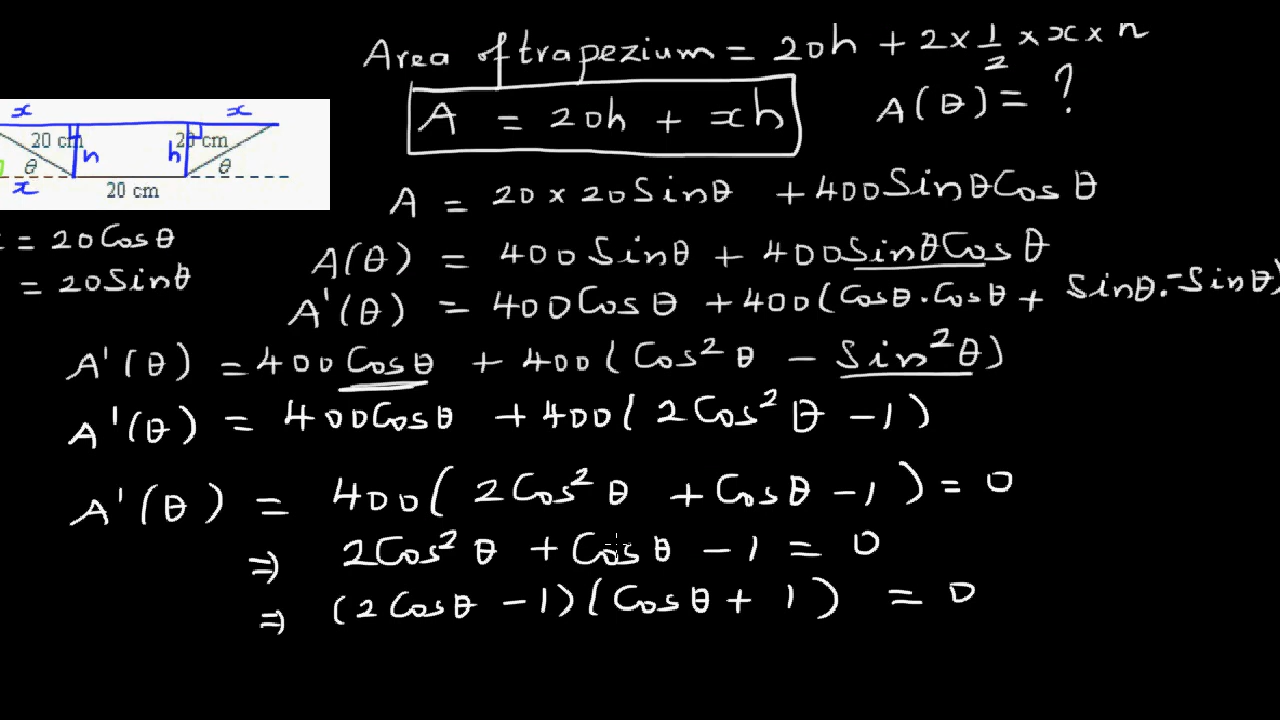 Area of trapezium = 20h + 2 × 1/2 × x × h
A = 20h + xh
A(θ) = ?
x x
20 cm 20 cm
h h
θ θ
x
20 cm
A = 20 × 20Sinθ + 400SinθCosθ
= 20Cosθ
= 20Sinθ
A(θ) = 400Sinθ + 400SinθCosθ
A'(θ) = 400Cosθ + 400(Cosθ.Cosθ + Sinθ.-Sinθ)
A'(θ) = 400Cosθ + 400(Cos²θ - Sin²θ)
A'(θ) = 400Cosθ + 400(2Cos²θ - 1)
A'(θ) = 400(2Cos²θ + Cosθ - 1) = 0
⇒ 2Cos²θ + Cosθ - 1 = 0
⇒ (2Cosθ - 1)(Cosθ + 1) = 0